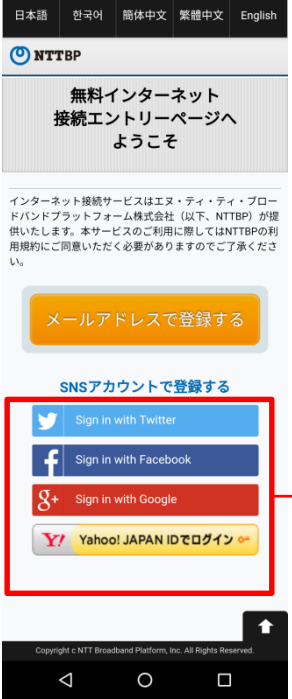 日本語 한국어 简体中文 繁體中文 English
NTTBP
無料インターネット
接続エントリーページへ
ようこそ
インターネット接続サービスはエヌ・ティ・ティ・ブロー
ドバンドプラットフォーム株式会社（以下、NTTBP）が提
供いたします。本サービスのご利用に際してはNTTBPの利
用規約にご同意いただく必要がありますのでご了承くださ
い。
メールアドレスで登録する
SNSアカウントで登録する
Sign in with Twitter
f Sign in with Facebook
g+ Sign in with Google
Y! Yahoo! JAPAN IDでログイン
Copyright c NTT Broadband Platform, Inc. All Rights Reserved.